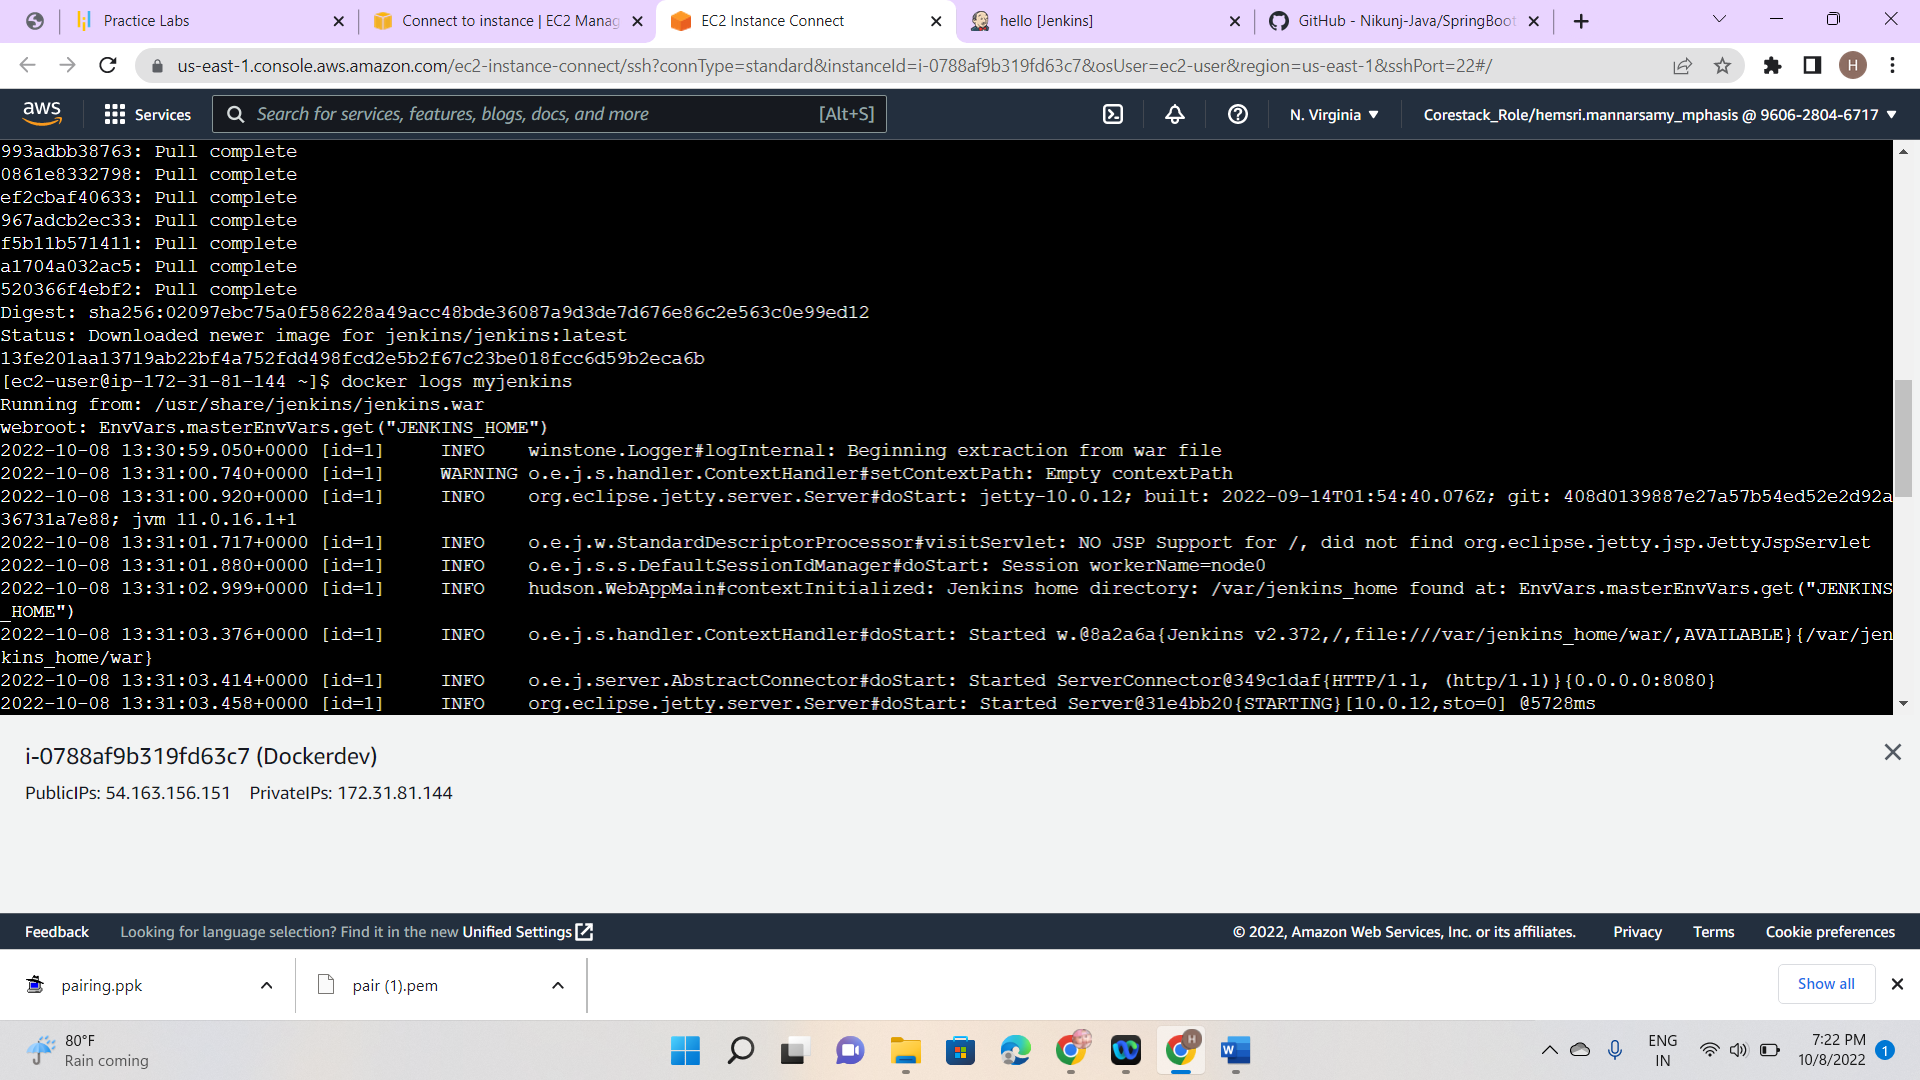 Practice Labs
Connect to instance | EC2 Manag
EC2 Instance Connect
hello [Jenkins]
GitHub - Nikunj-Java/SpringBoot
us-east-1.console.aws.amazon.com/ec2-instance-connect/ssh?connType=standard&instanceId=i-0788af9b319fd63c7&osUser=ec2-user&region=us-east-1&sshPort=22#/
H
aws
Services
Search for services, features, blogs, docs, and more
[Alt+S]
N. Virginia
Corestack_Role/hemsri.mannarsamy_mphasis @ 9606-2804-6717
993adbb38763: Pull complete
0861e8332798: Pull complete
ef2cbaf40633: Pull complete
967adcb2ec33: Pull complete
f5b11b571411: Pull complete
a1704a032ac5: Pull complete
520366f4ebf2: Pull complete
Digest: sha256:02097ebc75a0f586228a49acc48bde36087a9d3de7d676e86c2e563c0e99ed12
Status: Downloaded newer image for jenkins/jenkins:latest
13fe201aa13719ab22bf4a752fdd498fcd2e5b2f67c23be018fcc6d59b2eca6b
[ec2-user@ip-172-31-81-144 ~]$ docker logs myjenkins
Running from: /usr/share/jenkins/jenkins.war
webroot: EnvVars.masterEnvVars.get("JENKINS_HOME")
2022-10-08 13:30:59.050+0000 [id=1] INFO winstone.Logger#logInternal: Beginning extraction from war file
2022-10-08 13:31:00.740+0000 [id=1] WARNING o.e.j.s.handler.ContextHandler#setContextPath: Empty contextPath
2022-10-08 13:31:00.920+0000 [id=1] INFO org.eclipse.jetty.server.Server#doStart: jetty-10.0.12; built: 2022-09-14T01:54:40.076Z; git: 408d0139887e27a57b54ed52e2d92a
36731a7e88; jvm 11.0.16.1+1
2022-10-08 13:31:01.717+0000 [id=1] INFO o.e.j.w.StandardDescriptorProcessor#visitServlet: NO JSP Support for /, did not find org.eclipse.jetty.jsp.JettyJspServlet
2022-10-08 13:31:01.880+0000 [id=1] INFO o.e.j.s.s.DefaultSessionIdManager#doStart: Session workerName=node0
2022-10-08 13:31:02.999+0000 [id=1] INFO hudson.WebAppMain#contextInitialized: Jenkins home directory: /var/jenkins_home found at: EnvVars.masterEnvVars.get("JENKINS
_HOME")
2022-10-08 13:31:03.376+0000 [id=1] INFO o.e.j.s.handler.ContextHandler#doStart: Started w.@8a2a6a{Jenkins v2.372,/,file:///var/jenkins_home/war/,AVAILABLE}{/var/jen
kins_home/war}
2022-10-08 13:31:03.414+0000 [id=1] INFO o.e.j.server.AbstractConnector#doStart: Started ServerConnector@349c1daf{HTTP/1.1, (http/1.1)}{0.0.0.0:8080}
2022-10-08 13:31:03.458+0000 [id=1] INFO org.eclipse.jetty.server.Server#doStart: Started Server@31e4bb20{STARTING}[10.0.12,sto=0] @5728ms
i-0788af9b319fd63c7 (Dockerdev)
PublicIPs: 54.163.156.151 PrivateIPs: 172.31.81.144
Feedback
Looking for language selection? Find it in the new Unified Settings
© 2022, Amazon Web Services, Inc. or its affiliates.
Privacy
Terms
Cookie preferences
pairing.ppk
pair (1).pem
Show all
80°F
Rain coming
H
W
ENG
IN
7:22 PM
10/8/2022
1